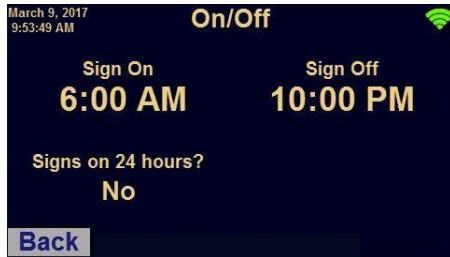 March 9, 2017
On/Off
9:53:49 AM
Sign On
Sign Off
6:00 AM
10:00 PM
Signs on 24 hours?
No
Back